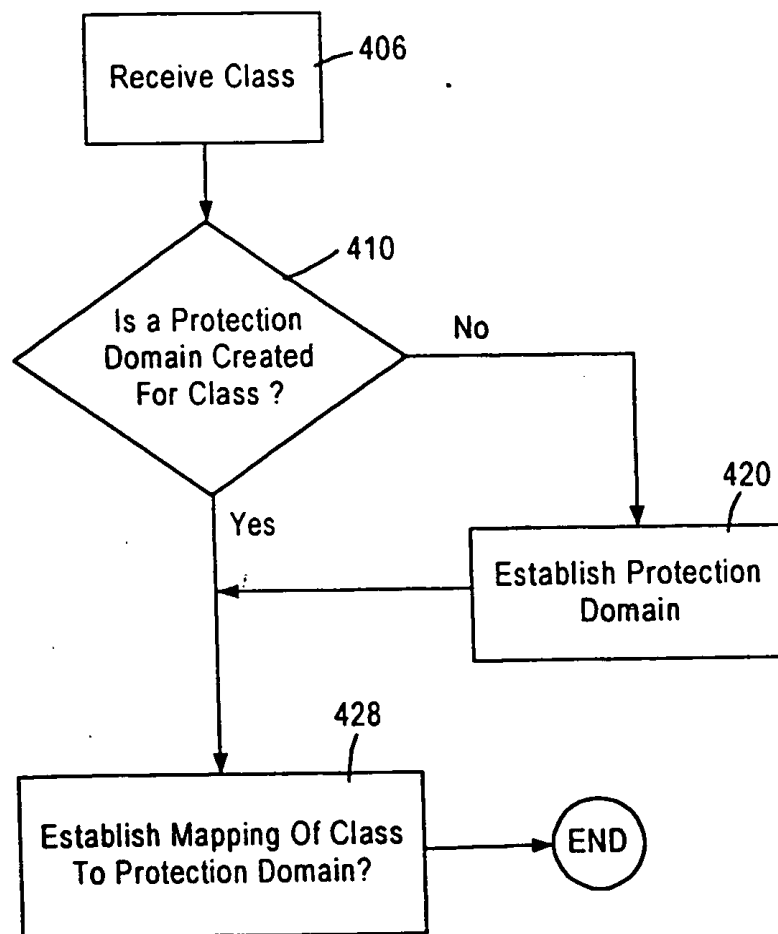 Receive Class
406
410
Is a Protection
Domain Created
For Class ?
No
Yes
420
Establish Protection
Domain
428
Establish Mapping Of Class
To Protection Domain?
END